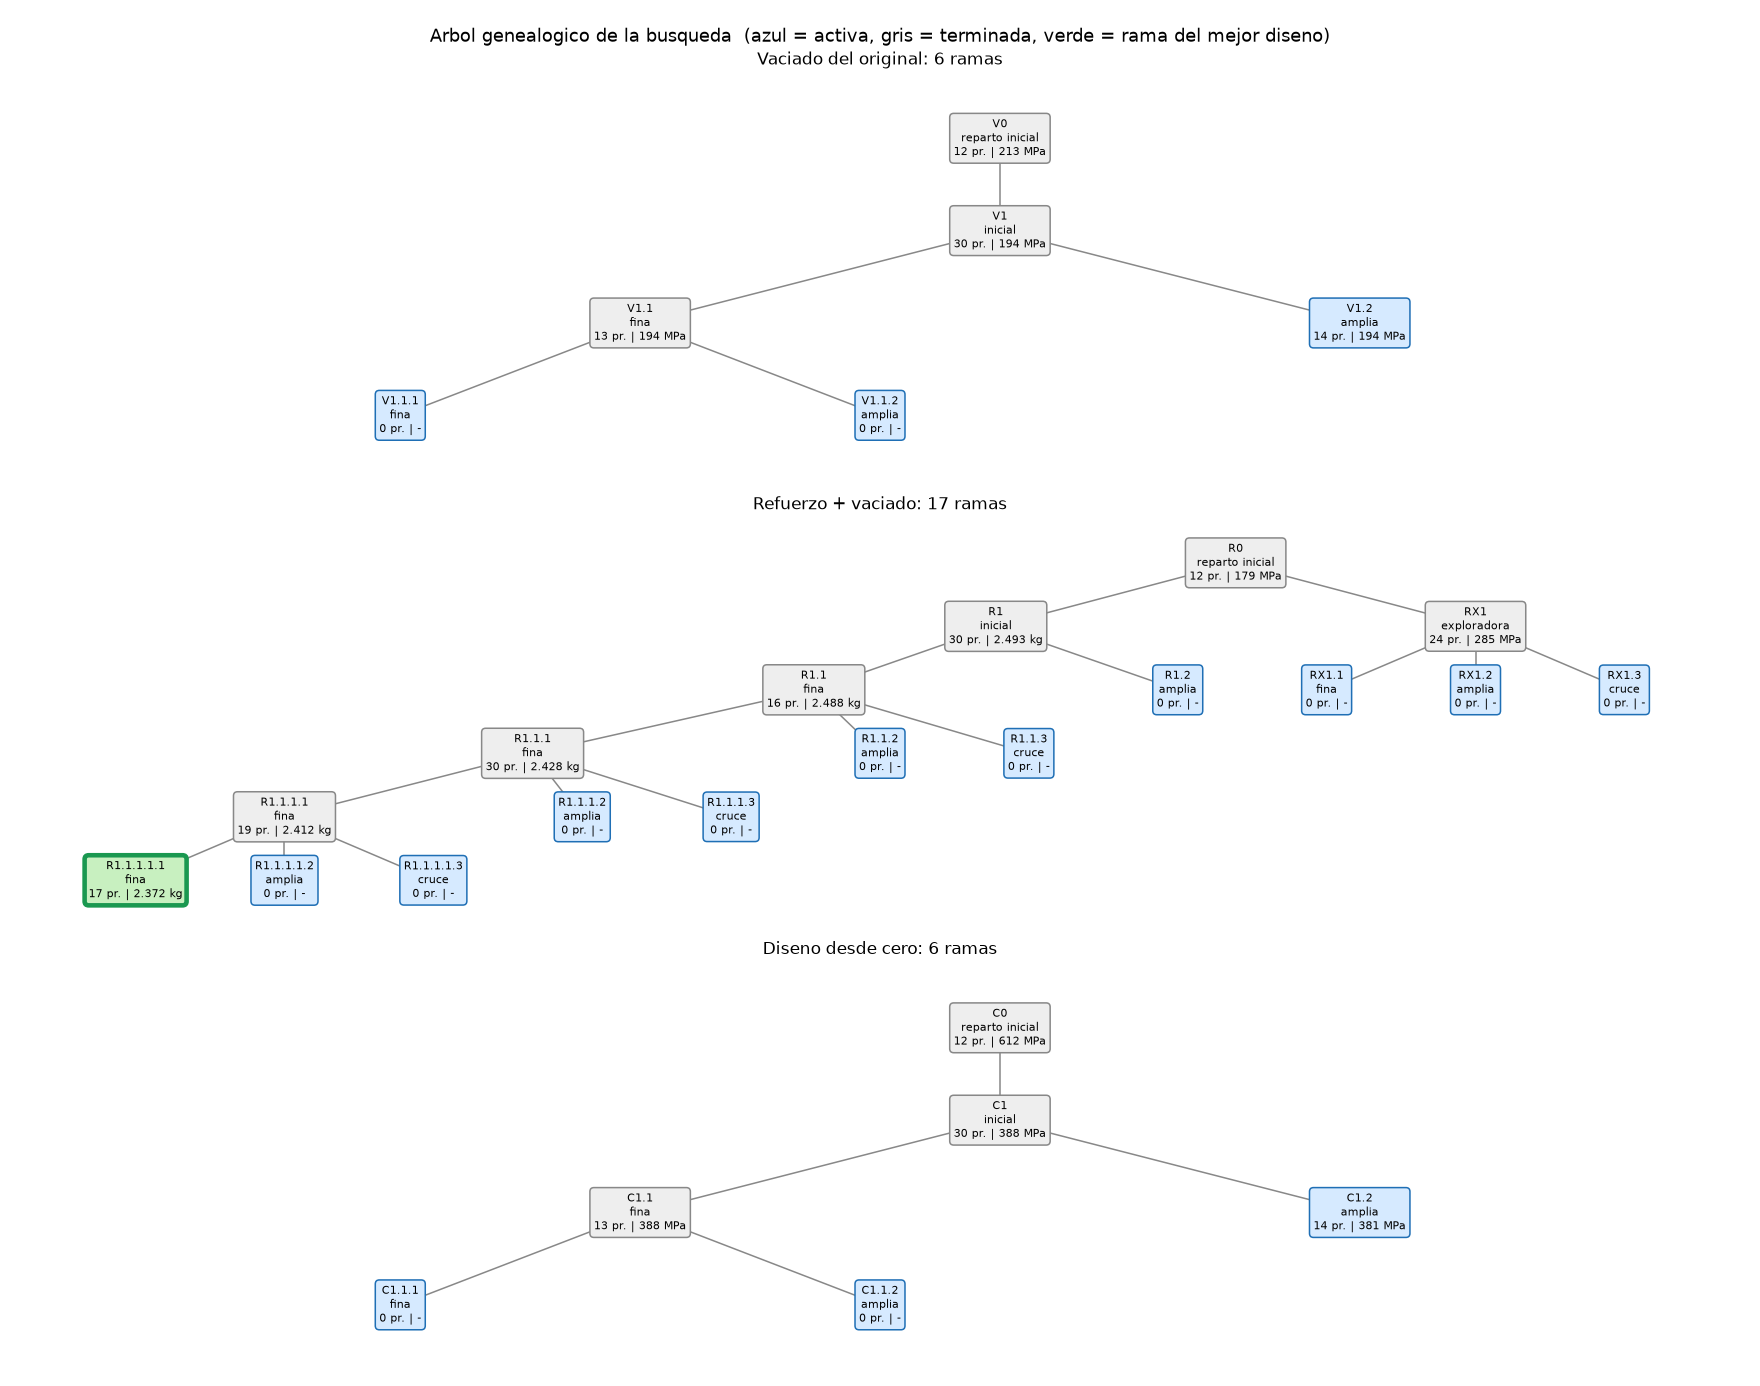 Arbol genealogico de la busqueda  (azul = activa, gris = terminada, verde = rama del mejor diseno)
Vaciado del original: 6 ramas
V0
reparto inicial
12 pr. | 213 MPa
V1
inicial
30 pr. | 194 MPa
V1.1
fina
13 pr. | 194 MPa
V1.2
amplia
14 pr. | 194 MPa
V1.1.1
fina
0 pr. | -
V1.1.2
amplia
0 pr. | -
Refuerzo + vaciado: 17 ramas
R0
reparto inicial
12 pr. | 179 MPa
R1
inicial
30 pr. | 2.493 kg
RX1
exploradora
24 pr. | 285 MPa
R1.1
fina
16 pr. | 2.488 kg
R1.2
amplia
0 pr. | -
RX1.1
fina
0 pr. | -
RX1.2
amplia
0 pr. | -
RX1.3
cruce
0 pr. | -
R1.1.1
fina
30 pr. | 2.428 kg
R1.1.2
amplia
0 pr. | -
R1.1.3
cruce
0 pr. | -
R1.1.1.1
fina
19 pr. | 2.412 kg
R1.1.1.2
amplia
0 pr. | -
R1.1.1.3
cruce
0 pr. | -
R1.1.1.1.1
fina
17 pr. | 2.372 kg
R1.1.1.1.2
amplia
0 pr. | -
R1.1.1.1.3
cruce
0 pr. | -
Diseno desde cero: 6 ramas
C0
reparto inicial
12 pr. | 612 MPa
C1
inicial
30 pr. | 388 MPa
C1.1
fina
13 pr. | 388 MPa
C1.2
amplia
14 pr. | 381 MPa
C1.1.1
fina
0 pr. | -
C1.1.2
amplia
0 pr. | -